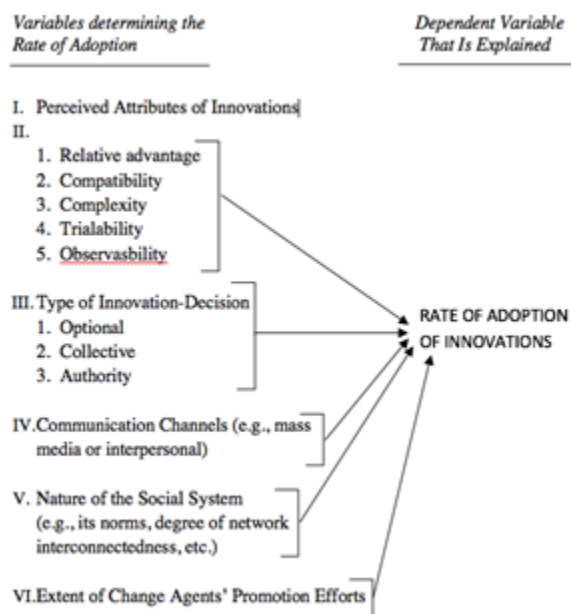 Variables determining the
Rate of Adoption
Dependent Variable
That Is Explained
I. Perceived Attributes of Innovations
II.
1. Relative advantage
2. Compatibility
3. Complexity
4. Trialability
5. Observasbility
III. Type of Innovation-Decision
1. Optional
2. Collective
3. Authority
RATE OF ADOPTION
OF INNOVATIONS
IV. Communication Channels (e.g., mass
media or interpersonal)
V. Nature of the Social System
(e.g., its norms, degree of network
interconnectedness, etc.)
VI. Extent of Change Agents' Promotion Efforts